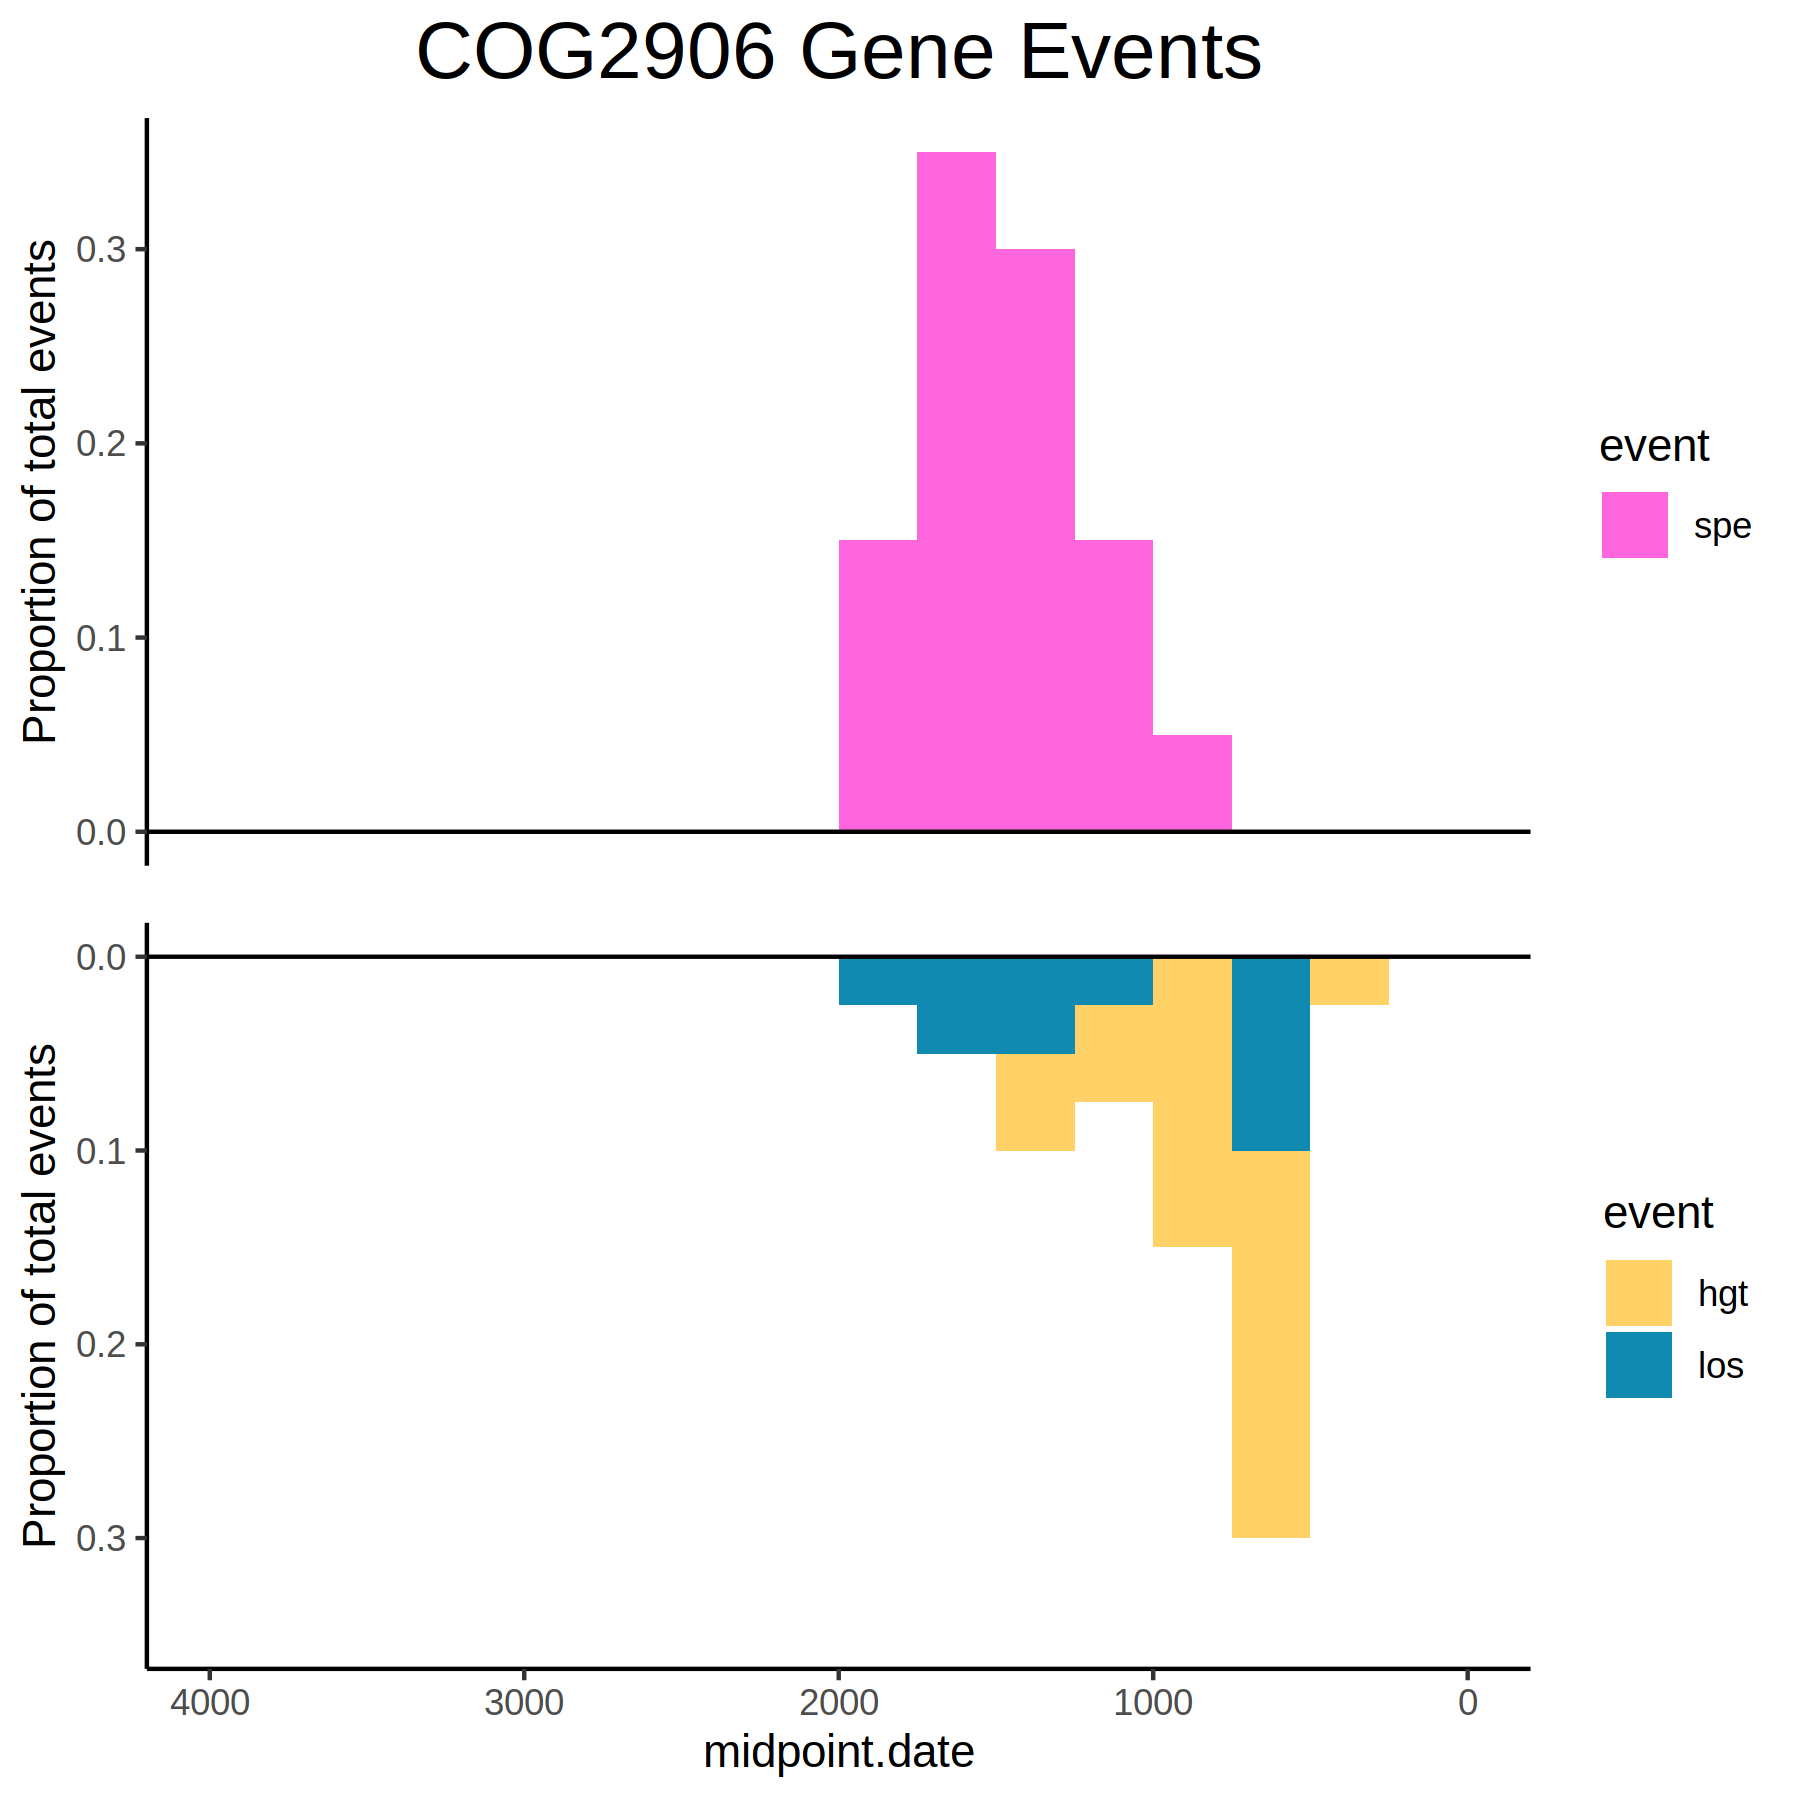 COG2906 Gene Events
Proportion of total events
0.3
0.2
0.1
0.0
event
spe
Proportion of total events
0.0
0.1
0.2
0.3
event
hgt
los
4000 3000 2000 1000 0
midpoint.date